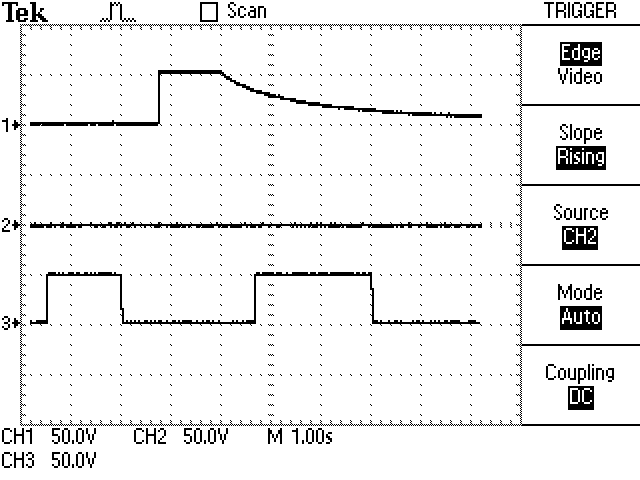 Tek Scan TRIGGER
Edge
Video
Slope
Rising
Source
CH2
Mode
Auto
Coupling
DC
1
2
3
CH1 50.0V CH2 50.0V M 1.00s
CH3 50.0V